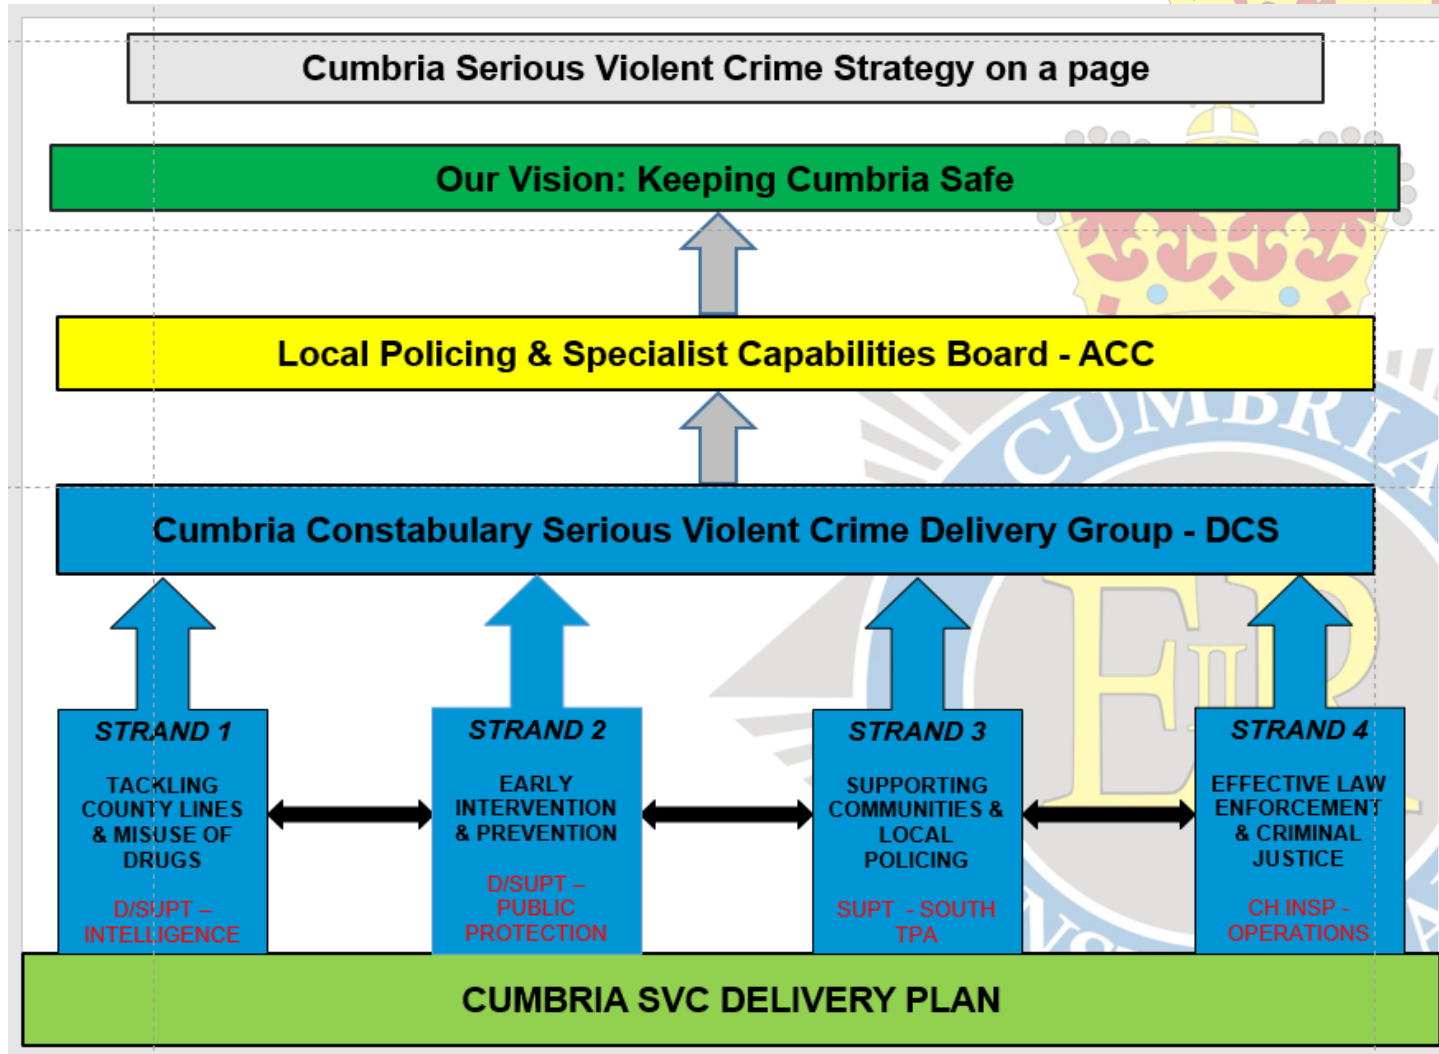 Cumbria Serious Violent Crime Strategy on a page
Our Vision: Keeping Cumbria Safe
Local Policing & Specialist Capabilities Board - ACC
CUMBRIA
Cumbria Constabulary Serious Violent Crime Delivery Group - DCS
EIIR
STRAND 1
TACKLING
COUNTY LINES
& MISUSE OF
DRUGS
D/SUPT –
INTELLIGENCE
STRAND 2
EARLY
INTERVENTION
& PREVENTION
D/SUPT –
PUBLIC
PROTECTION
STRAND 3
SUPPORTING
COMMUNITIES &
LOCAL
POLICING
SUPT - SOUTH
TPA
STRAND 4
EFFECTIVE LAW
ENFORCEMENT
& CRIMINAL
JUSTICE
CH INSP -
OPERATIONS
CUMBRIA SVC DELIVERY PLAN